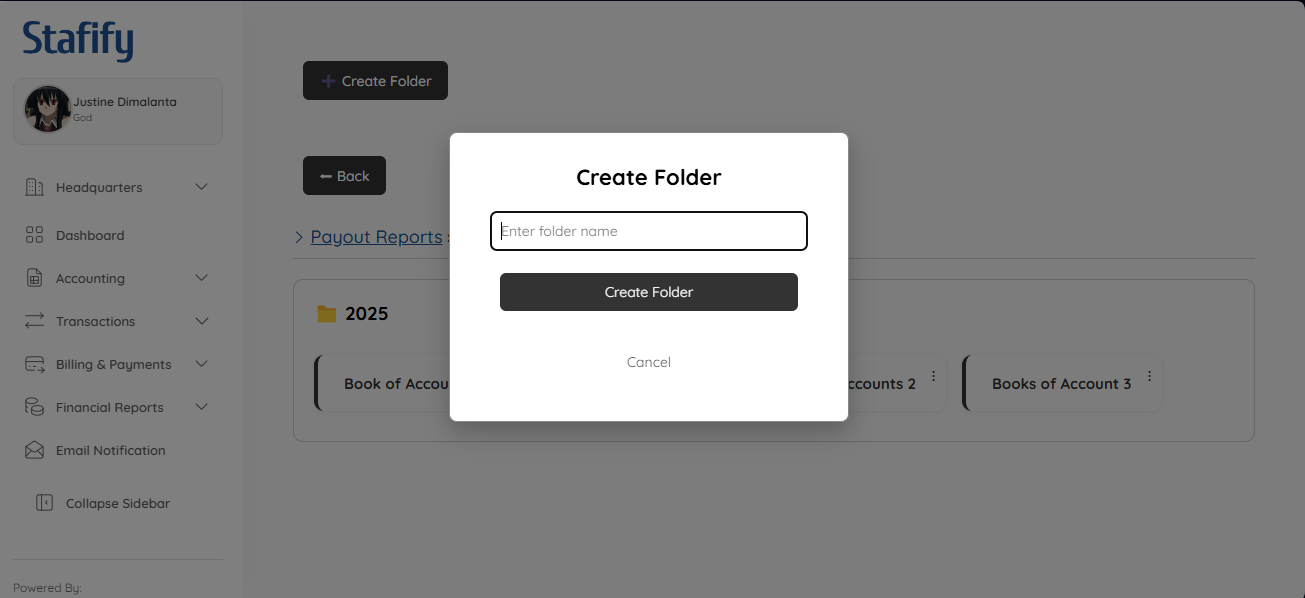 Stafify
Justine Dimalanta
God
Headquarters
Dashboard
Accounting
Transactions
Billing & Payments
Financial Reports
Email Notification
Collapse Sidebar
Powered By:
Create Folder
Back
Payout Reports
2025
Book of Accou
ccounts 2
Books of Account 3
Create Folder
Enter folder name
Create Folder
Cancel